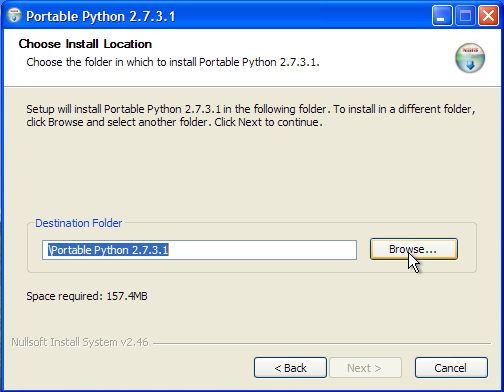 Portable Python 2.7.3.1
Choose Install Location
Choose the folder in which to install Portable Python 2.7.3.1.
Setup will install Portable Python 2.7.3.1 in the following folder. To install in a different folder,
click Browse and select another folder. Click Next to continue.
Destination Folder
\Portable Python 2.7.3.1
Browse...
Space required: 157.4MB
Nullsoft Install System v2.46
< Back
Next >
Cancel